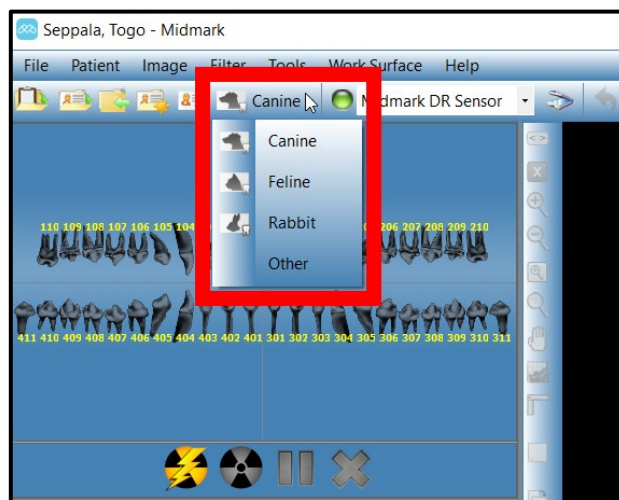 Seppala, Togo - Midmark
File Patient Image Filter Tools Work Surface Help
Canine Midmark DR Sensor
Canine
Feline
Rabbit
Other
110 109 108 107 106 105 104 206 207 208 209 210
411 410 409 408 407 406 405 404 403 402 401 301 302 303 304 305 306 307 308 309 310 311